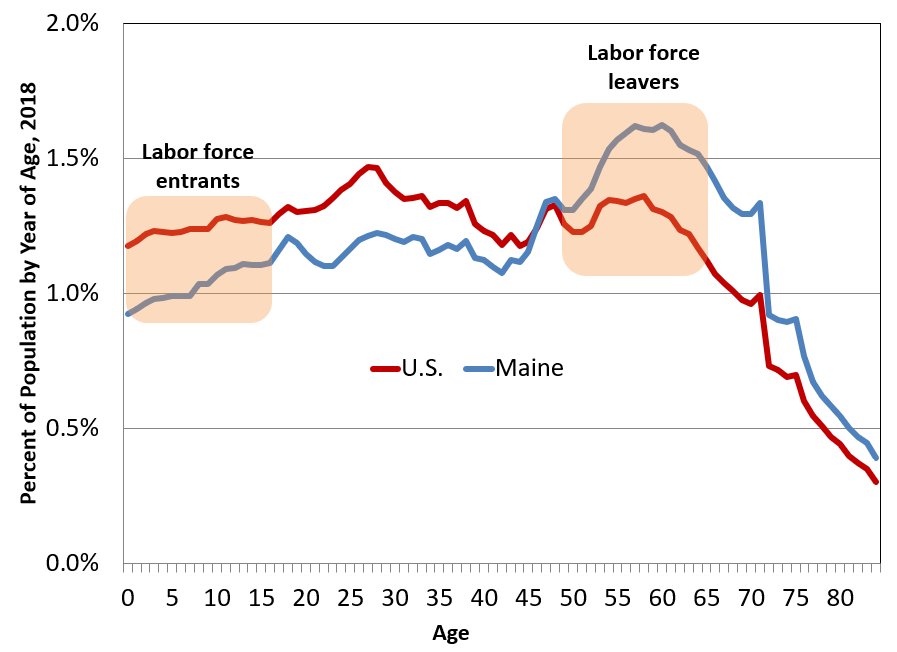 2.0%
Labor force
leavers
Labor force
entrants
1.5%
1.0%
0.5%
0.0%
Percent of Population by Year of Age, 2018
U.S. Maine
0 5 10 15 20 25 30 35 40 45 50 55 60 65 70 75 80
Age